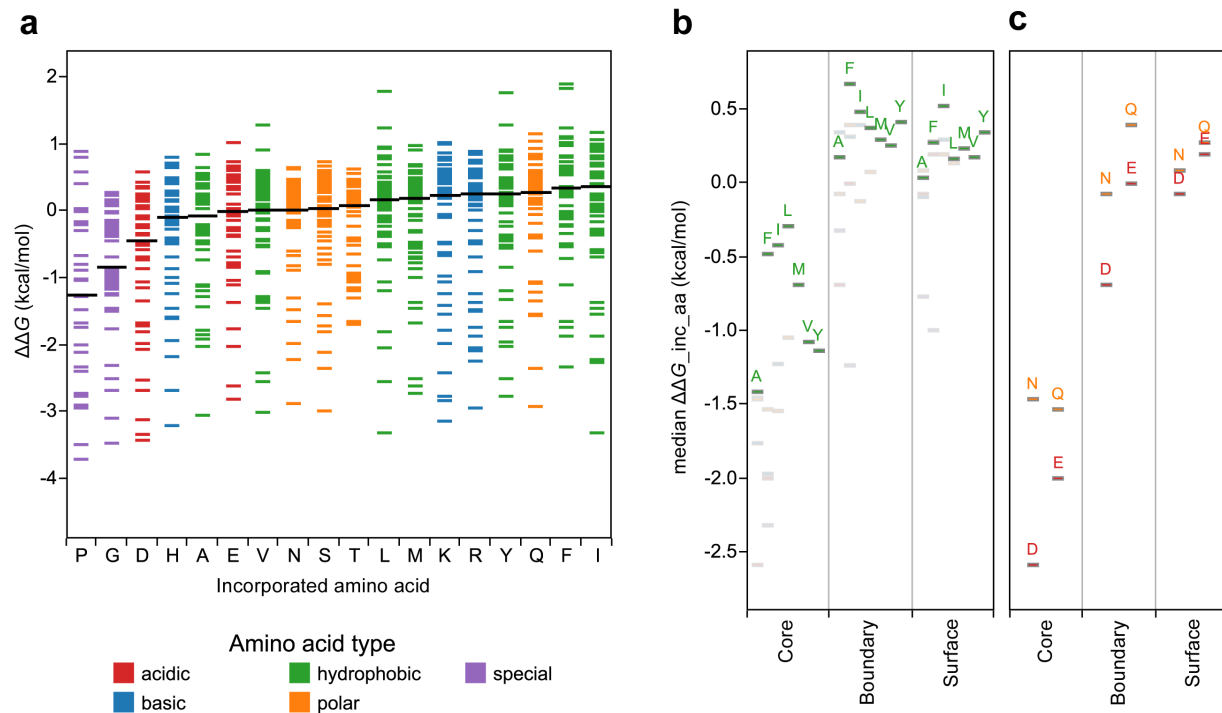 a
2
1
0
-1
-2
-3
-4
ΔΔG (kcal/mol)
P G D H A E V N S T L M K R Y Q F I
Incorporated amino acid
Amino acid type
acidic
hydrophobic
special
basic
polar
b
0.5
0.0
-0.5
-1.0
-1.5
-2.0
-2.5
median ΔΔG_inc_aa (kcal/mol)
A F I L M V Y
A F I L M V Y
A F I L M V Y
Core
Boundary
Surface
c
N Q
D E
N Q
D E
N Q
D E
Core
Boundary
Surface